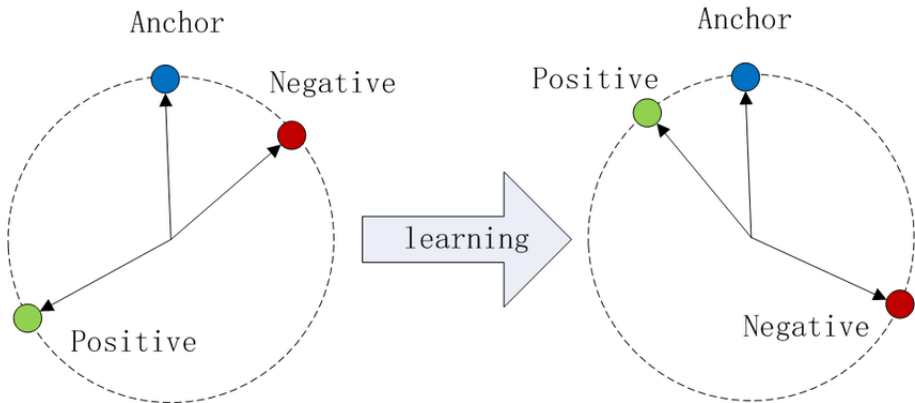 Anchor
Negative
Positive
learning
Anchor
Positive
Negative